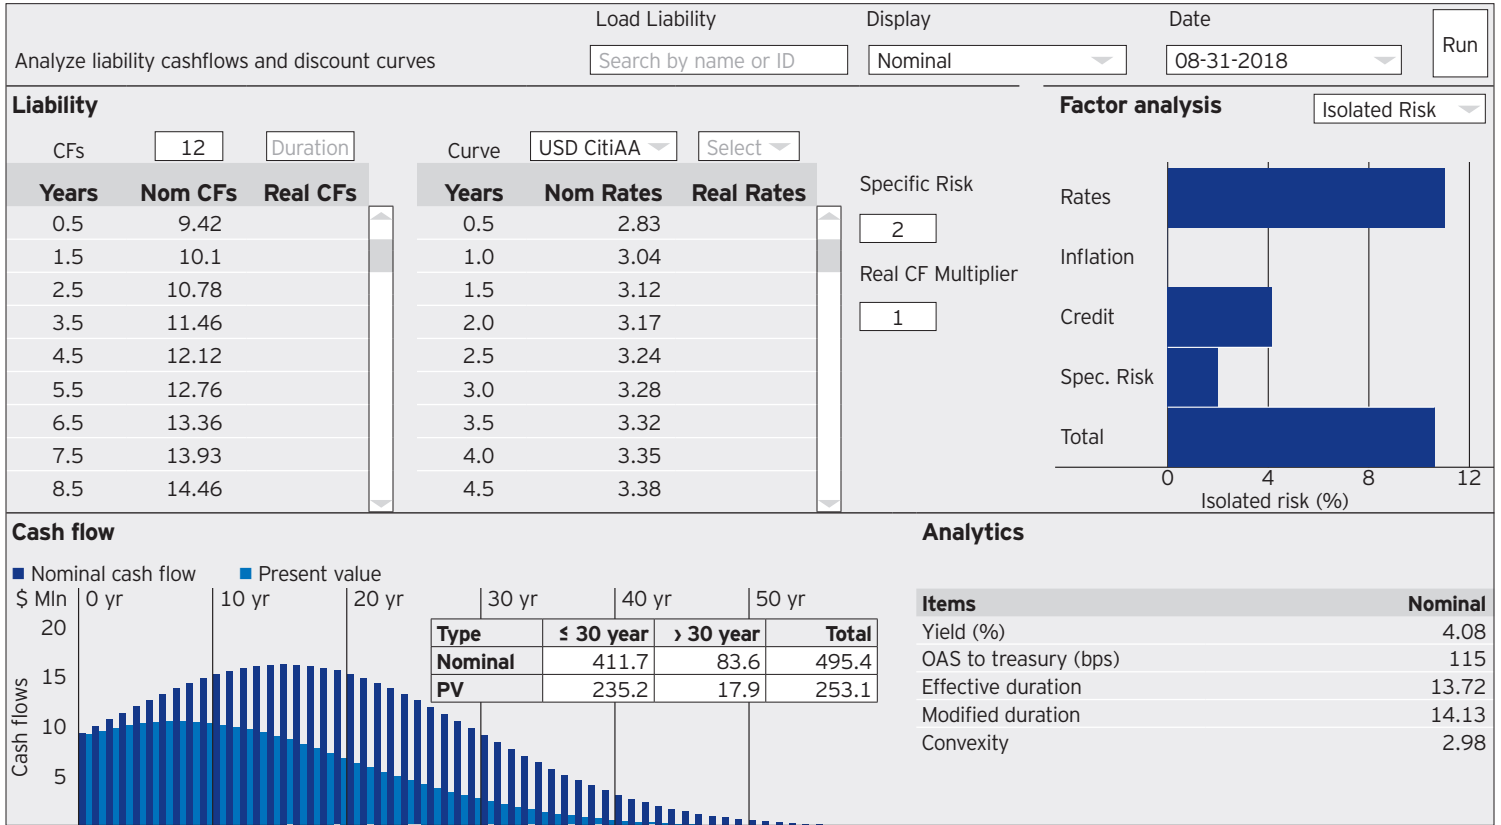 Load Liability Display Date
Analyze liability cashflows and discount curves Search by name or ID Nominal 08-31-2018 Run
Liability
CFs 12 Duration
Years Nom CFs Real CFs
0.5 9.42
1.5 10.1
2.5 10.78
3.5 11.46
4.5 12.12
5.5 12.76
6.5 13.36
7.5 13.93
8.5 14.46
Curve USD CitiAA Select
Years Nom Rates Real Rates
0.5 2.83
1.0 3.04
1.5 3.12
2.0 3.17
2.5 3.24
3.0 3.28
3.5 3.32
4.0 3.35
4.5 3.38
Specific Risk
2
Real CF Multiplier
1
Factor analysis Isolated Risk
Rates
Inflation
Credit
Spec. Risk
Total
0 4 8 12
Isolated risk (%)
Cash flow
Nominal cash flow Present value
$ Mln 0 yr 10 yr 20 yr 30 yr 40 yr 50 yr
20
15
10
5
Cash flows
Type ≤ 30 year › 30 year Total
Nominal 411.7 83.6 495.4
PV 235.2 17.9 253.1
Analytics
Items Nominal
Yield (%) 4.08
OAS to treasury (bps) 115
Effective duration 13.72
Modified duration 14.13
Convexity 2.98